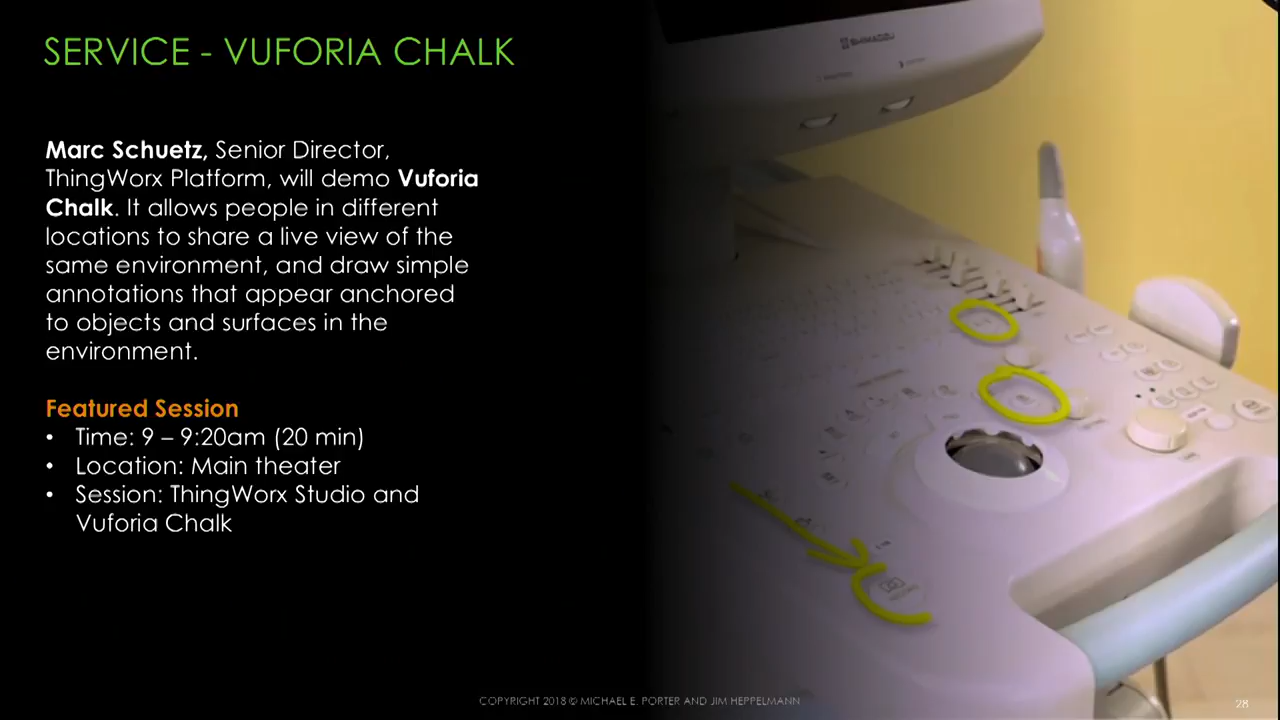 SERVICE - VUFORIA CHALK
SHIMADZU
Marc Schuetz, Senior Director,
ThingWorx Platform, will demo Vuforia
Chalk. It allows people in different
locations to share a live view of the
same environment, and draw simple
annotations that appear anchored
to objects and surfaces in the
environment.
Featured Session
• Time: 9 – 9:20am (20 min)
• Location: Main theater
• Session: ThingWorx Studio and
Vuforia Chalk
COPYRIGHT 2018 © MICHAEL E. PORTER AND JIM HEPPELMANN
28